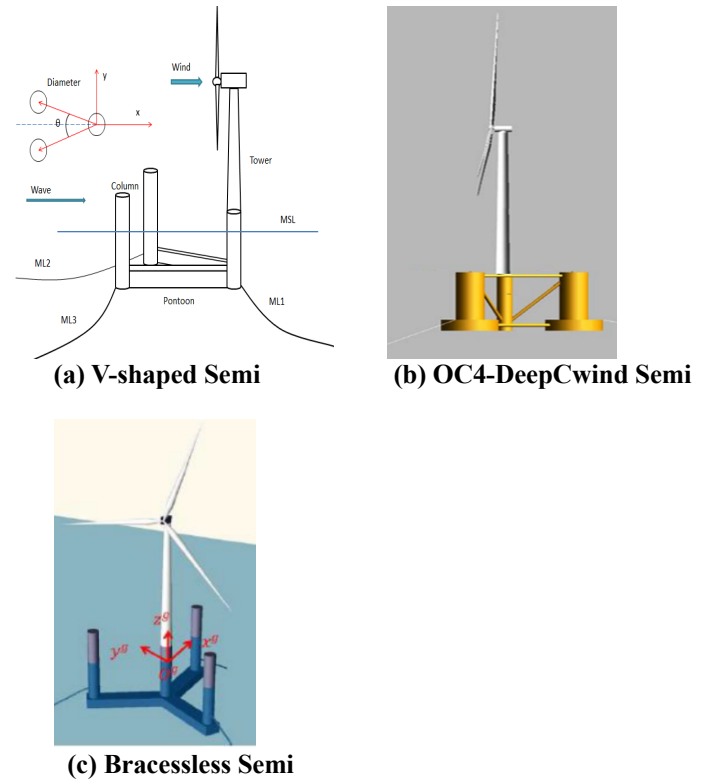 Wind
Diameter
y
x
θ
Tower
Wave
Column
MSL
ML2
ML3
Pontoon
ML1
(a) V-shaped Semi
(b) OC4-DeepCwind Semi
z^g
y^g
x^g
O^g
(c) Bracessless Semi